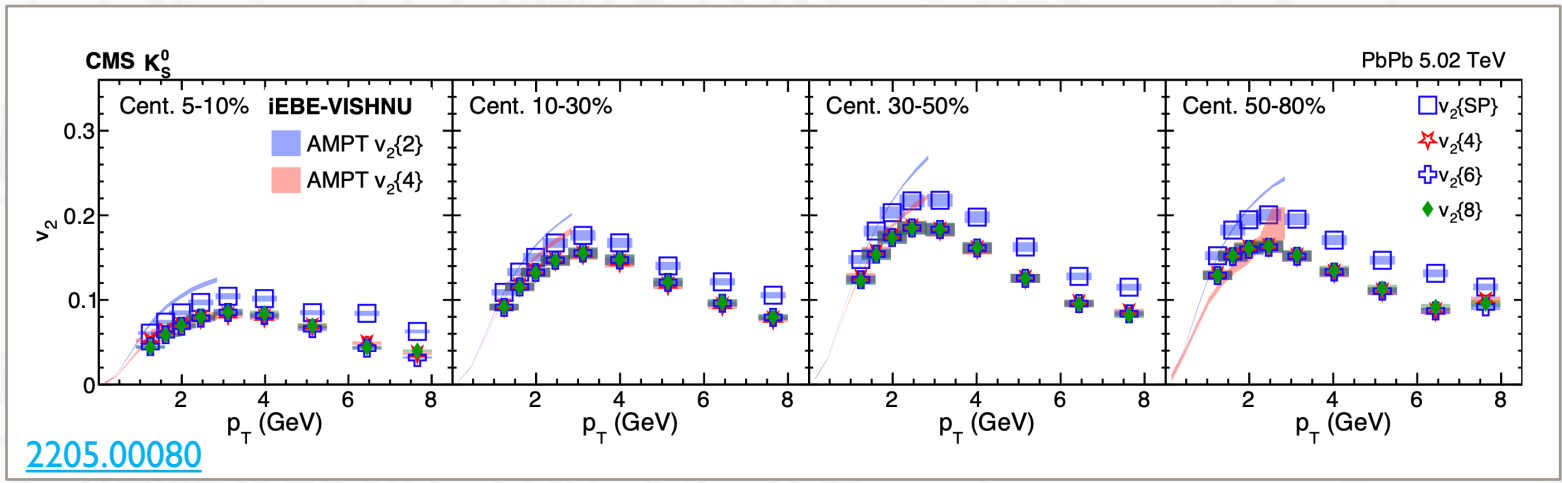 CMS K⁰_S
PbPb 5.02 TeV
Cent. 5-10%
iEBE-VISHNU
AMPT v₂{2}
AMPT v₂{4}
Cent. 10-30%
Cent. 30-50%
Cent. 50-80%
v₂{SP}
v₂{4}
v₂{6}
v₂{8}
v₂
0.3
0.2
0.1
0
2 4 6 8
2 4 6 8
2 4 6 8
2 4 6 8
p_T (GeV)
p_T (GeV)
p_T (GeV)
p_T (GeV)
2205.00080